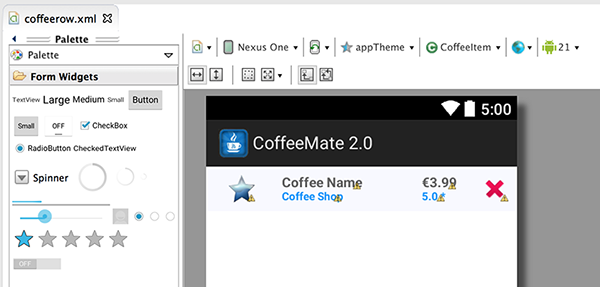 coffeerow.xml
Palette
Nexus One
appTheme
CoffeeItem
21
Palette
Form Widgets
TextView Large Medium Small Button
Small OFF CheckBox
RadioButton CheckedTextView
Spinner
OFF
5:00
CoffeeMate 2.0
Coffee Name €3.99
Coffee Shop 5.0